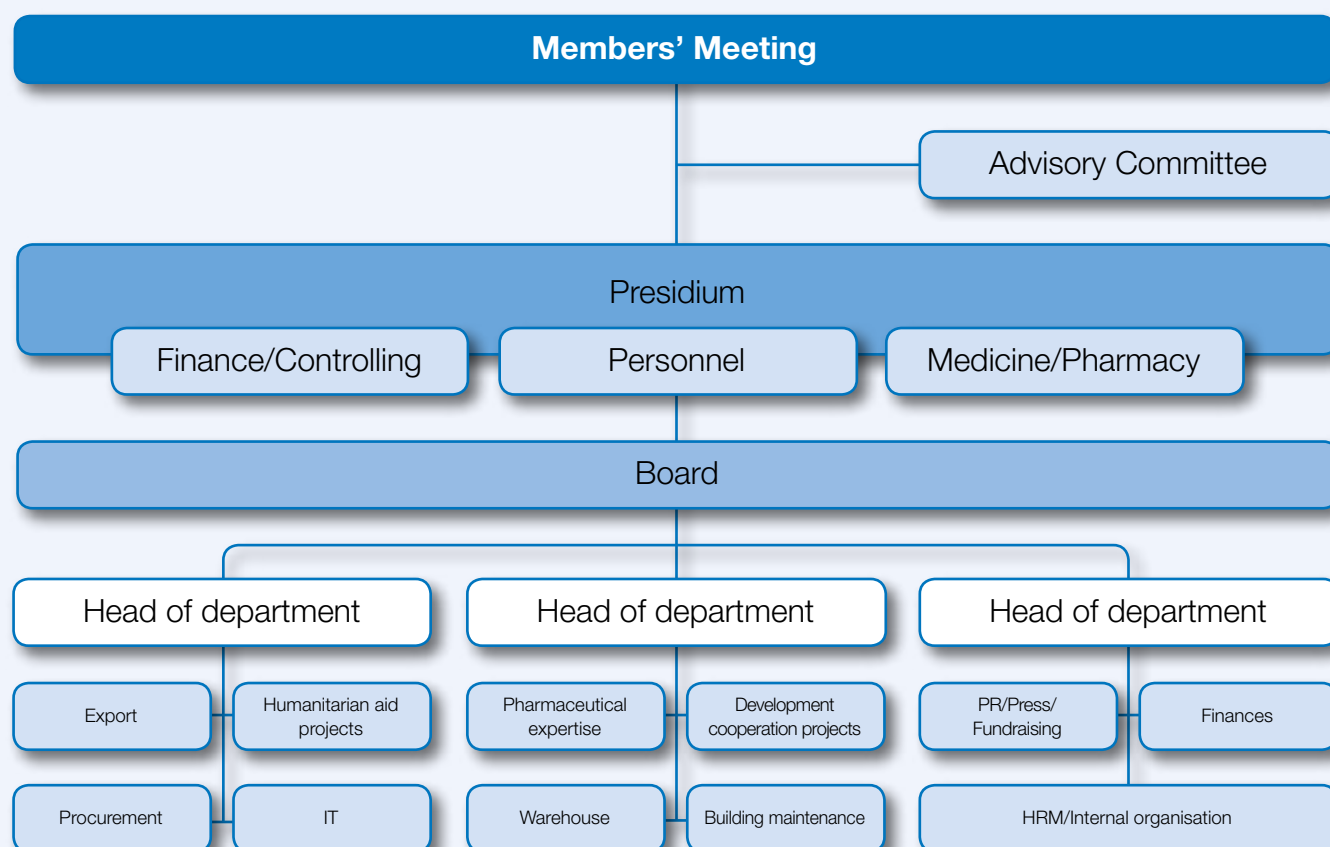 Members’ Meeting
Advisory Committee
Presidium
Finance/Controlling
Personnel
Medicine/Pharmacy
Board
Head of department
Head of department
Head of department
Export
Humanitarian aid
projects
Pharmaceutical
expertise
Development
cooperation projects
PR/Press/
Fundraising
Finances
Procurement
IT
Warehouse
Building maintenance
HRM/Internal organisation